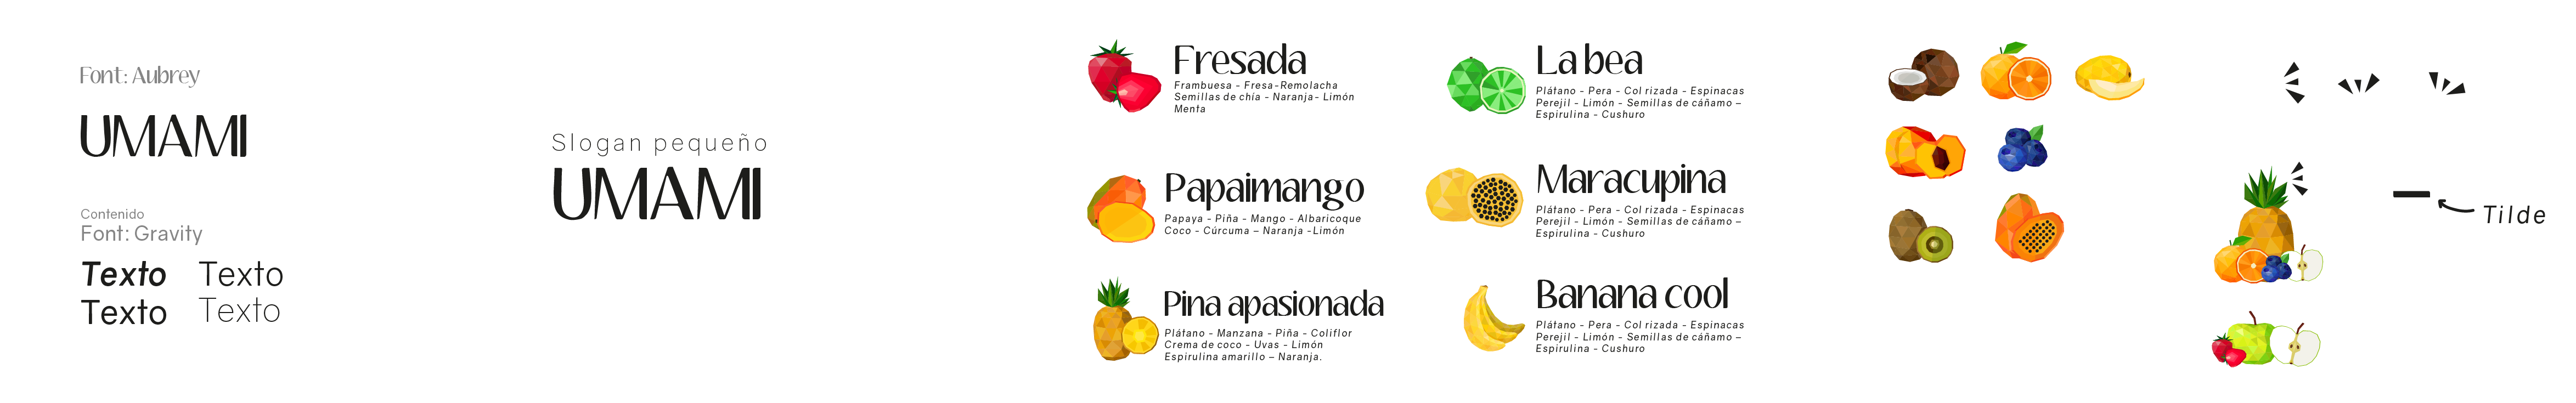 Font: Aubrey
UMAMI
Contenido
Font: Gravity
Texto Texto
Texto Texto
Slogan pequeño
UMAMI
Fresada
Frambuesa - Fresa-Remolacha
Semillas de chía - Naranja- Limón
Menta
Papaimango
Papaya - Piña - Mango - Albaricoque
Coco - Cúrcuma – Naranja -Limón
Pina apasionada
Plátano - Manzana - Piña - Coliflor
Crema de coco - Uvas - Limón
Espirulina amarillo – Naranja.
La bea
Plátano - Pera - Col rizada - Espinacas
Perejil - Limón - Semillas de cáñamo –
Espirulina - Cushuro
Maracupina
Plátano - Pera - Col rizada - Espinacas
Perejil - Limón - Semillas de cáñamo –
Espirulina - Cushuro
Banana cool
Plátano - Pera - Col rizada - Espinacas
Perejil - Limón - Semillas de cáñamo –
Espirulina - Cushuro
Tilde